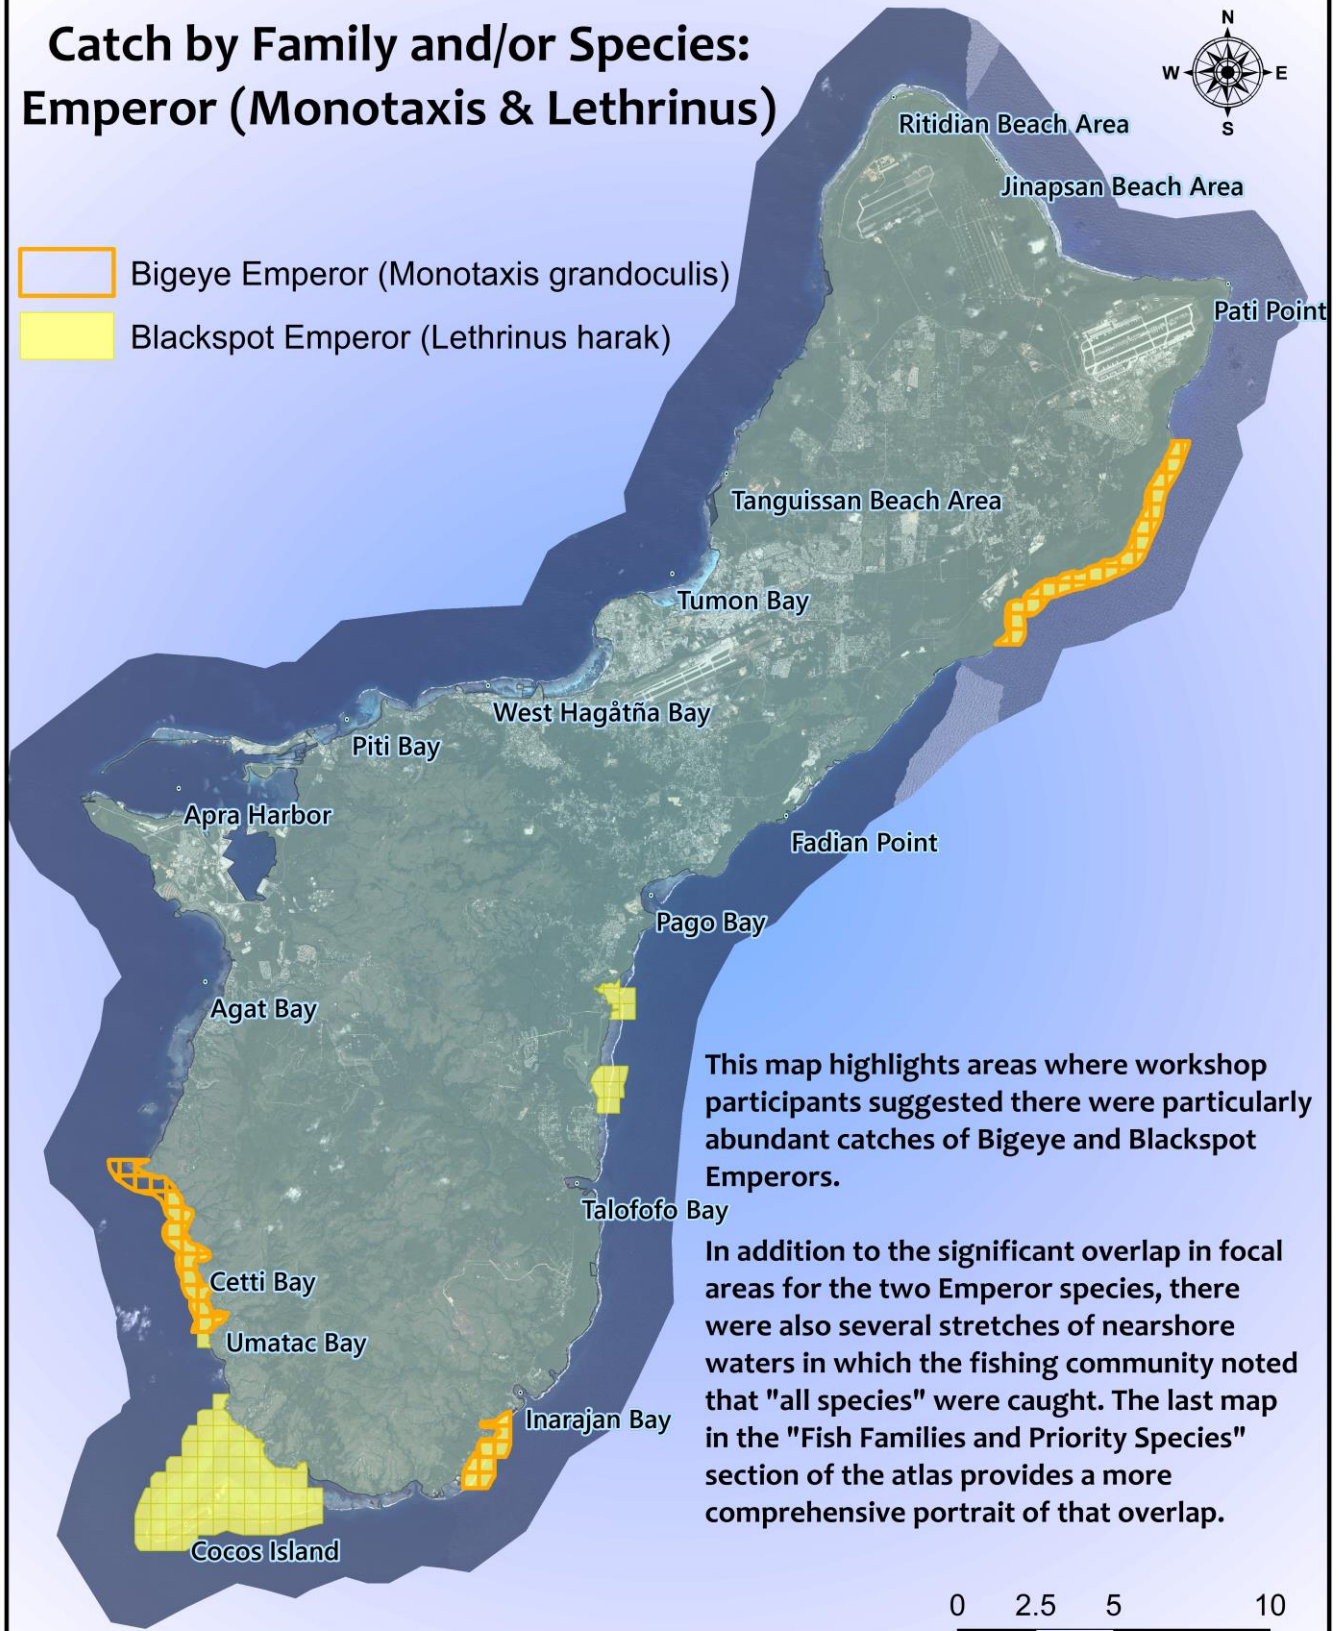 Catch by Family and/or Species:
Emperor (Monotaxis & Lethrinus)
N
W E
S
Ritidian Beach Area
Jinapsan Beach Area
Bigeye Emperor (Monotaxis grandoculis)
Pati Point
Blackspot Emperor (Lethrinus harak)
Tanguissan Beach Area
Tumon Bay
West Hagåtña Bay
Piti Bay
Apra Harbor
Fadian Point
Pago Bay
Agat Bay
This map highlights areas where workshop
participants suggested there were particularly
abundant catches of Bigeye and Blackspot
Emperors.
Talofofo Bay
In addition to the significant overlap in focal
areas for the two Emperor species, there
were also several stretches of nearshore
waters in which the fishing community noted
that "all species" were caught. The last map
in the "Fish Families and Priority Species"
section of the atlas provides a more
comprehensive portrait of that overlap.
Cetti Bay
Umatac Bay
Inarajan Bay
Cocos Island
0 2.5 5 10